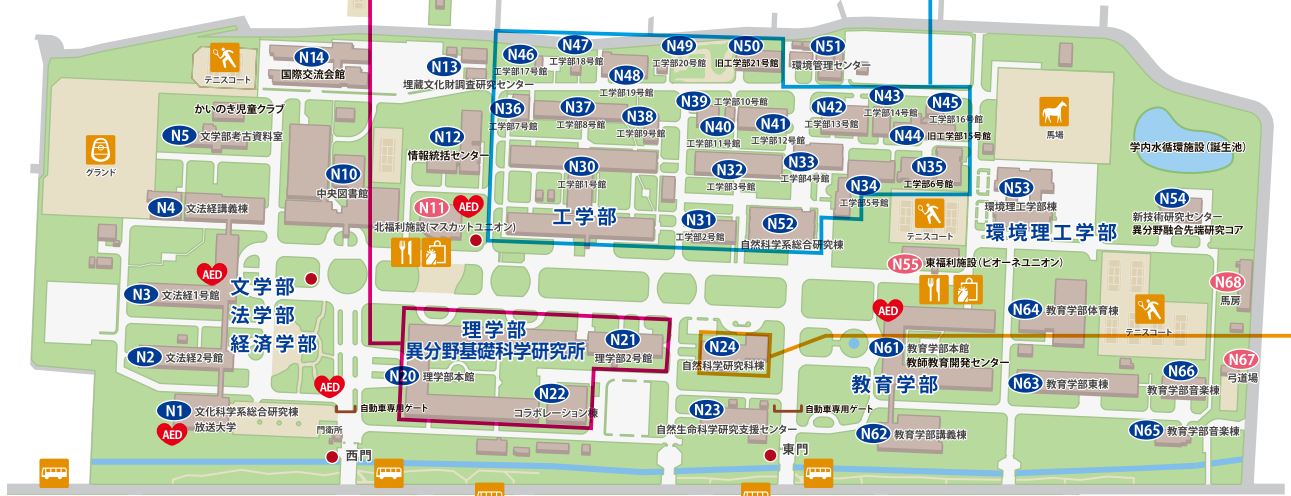 N14
国際交流会館
テニスコート
N13
埋蔵文化財調査研究センター
N46
工学部17号館
N47
工学部18号館
N48
工学部19号館
N49
工学部20号館
N50
旧工学部21号館
N51
環境管理センター
かいのき児童クラブ
N5
文学部考古資料室
グランド
N12
情報統括センター
N36
工学部7号館
N37
工学部8号館
N38
工学部9号館
N39
工学部10号館
N40
工学部11号館
N41
工学部12号館
N42
工学部13号館
N43
工学部14号館
N44
旧工学部15号館
N45
工学部16号館
馬場
学内水循環施設(誕生池)
N10
中央図書館
N30
工学部1号館
N32
工学部3号館
N33
工学部4号館
N34
工学部5号館
N35
工学部6号館
N53
環境理工学部棟
N54
新技術研究センター
異分野融合先端研究コア
N4
文法経講義棟
N11
AED
北福利施設(マスカットユニオン)
工学部
N31
工学部2号館
N52
自然科学系総合研究棟
テニスコート
環境理工学部
N55
東福利施設(ピオーネユニオン)
AED
N3
文法経1号館
文学部
法学部
経済学部
N68
馬房
AED
N64
教育学部体育棟
テニスコート
理学部
異分野基礎科学研究所
N21
理学部2号館
N24
自然科学研究科棟
N61
教育学部本館
教師教育開発センター
N2
文法経2号館
N20
理学部本館
N22
コラボレーション棟
教育学部
N63
教育学部東棟
N66
教育学部音楽棟
N67
弓道場
AED
N1
文化科学系総合研究棟
放送大学
AED
自動車専用ゲート
門衛所
西門
N23
自然生命科学研究支援センター
自動車専用ゲート
東門
N62
教育学部講義棟
N65
教育学部音楽棟